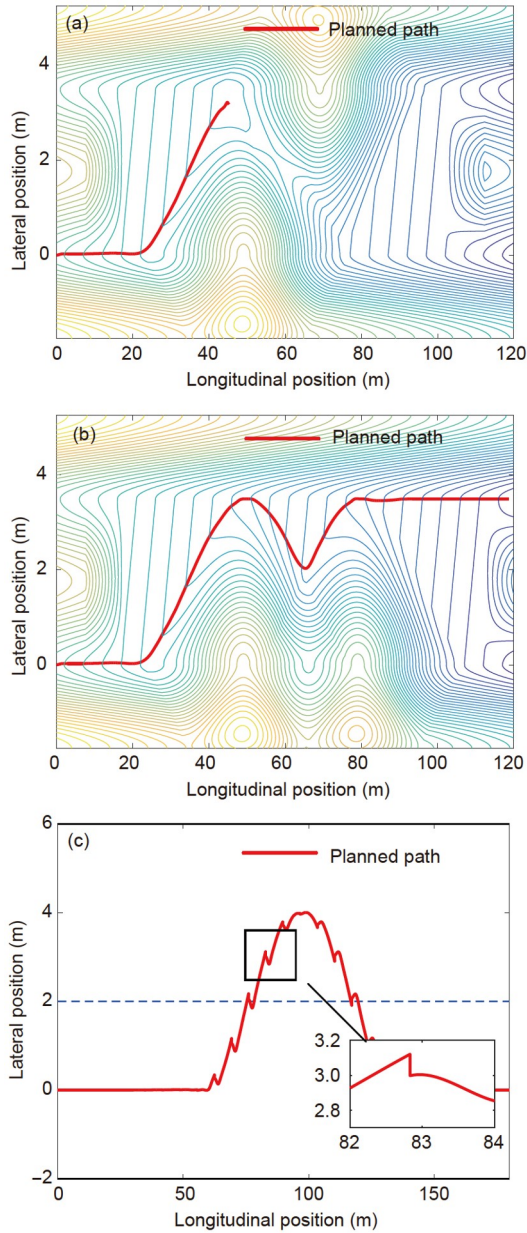 (a)
Planned path
4
2
0
Lateral position (m)
0 20 40 60 80 100 120
Longitudinal position (m)
(b)
Planned path
4
2
0
Lateral position (m)
0 20 40 60 80 100 120
Longitudinal position (m)
6
(c)
Planned path
4
2
0
−2
Lateral position (m)
3.2
3.0
2.8
82 83 84
0 50 100 150
Longitudinal position (m)